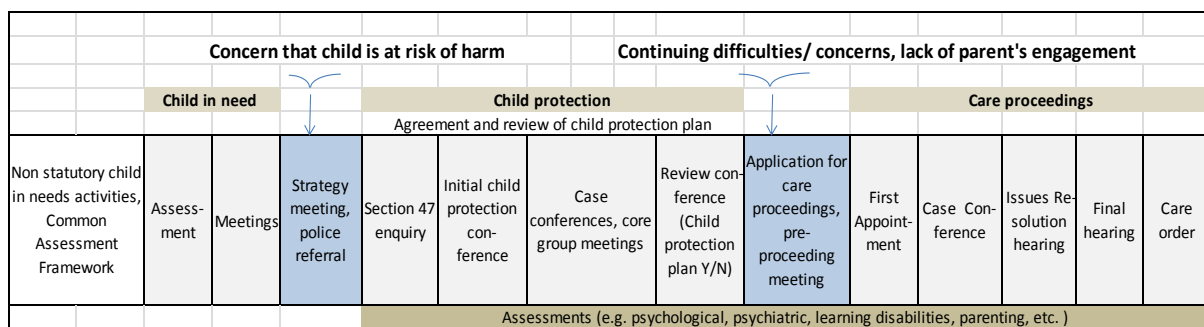 Concern that child is at risk of harm
Continuing difficulties/ concerns, lack of parent's engagement
Child in need
Child protection
Care proceedings
Agreement and review of child protection plan
Non statutory child
in needs activities,
Common
Assessment
Framework
Assess-
ment
Meetings
Strategy
meeting,
police
referral
Section 47
enquiry
Initial child
protection
con-
ference
Case
conferences, core
group meetings
Review con-
ference
(Child
protection
plan Y/N)
Application for
care
proceedings,
pre-
proceeding
meeting
First
Appoint-
ment
Case Con-
ference
Issues Re-
solution
hearing
Final
hearing
Care
order
Assessments (e.g. psychological, psychiatric, learning disabilities, parenting, etc. )